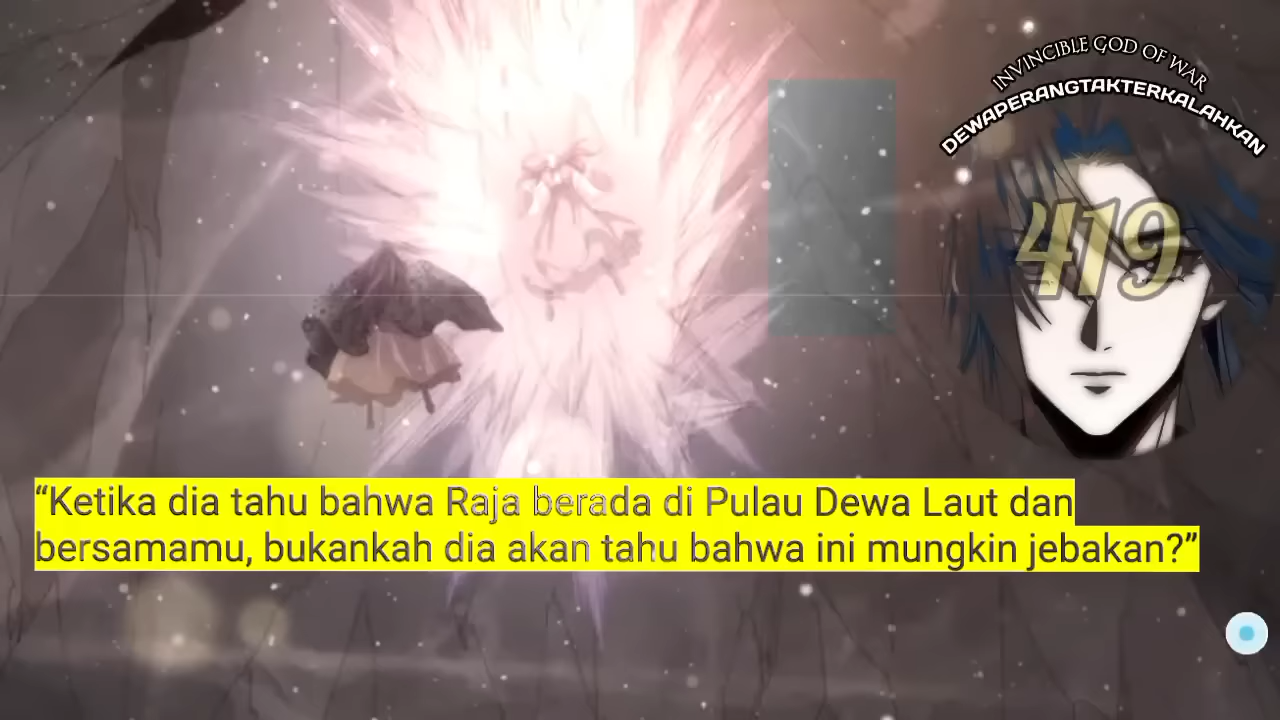 INVINCIBLE GOD OF WAR
DEWAPERANGTAKTERKALAHKAN
419
“Ketika dia tahu bahwa Raja berada di Pulau Dewa Laut dan
bersamamu, bukankah dia akan tahu bahwa ini mungkin jebakan?”